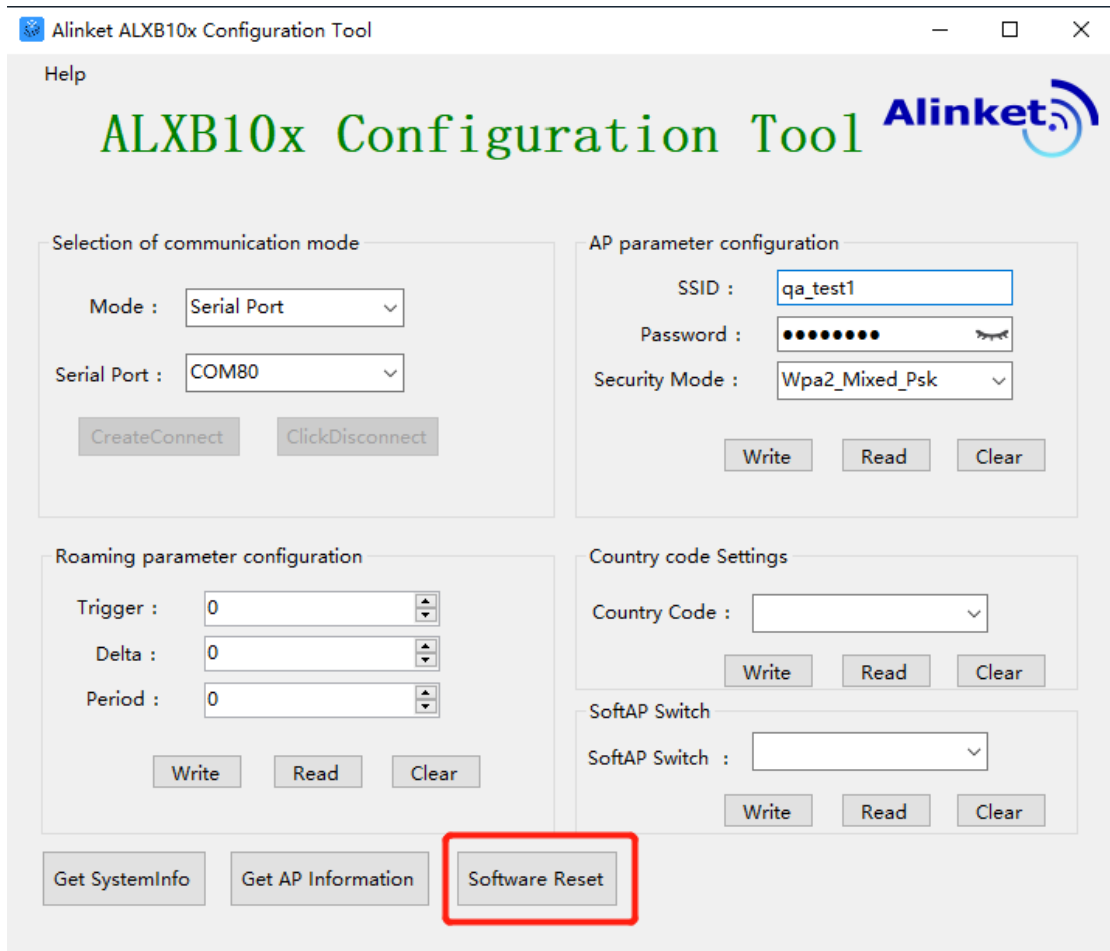 Alinket ALXB10x Configuration Tool
Help
ALXB10x Configuration Tool
Alinket
Selection of communication mode
Mode :
Serial Port
Serial Port :
COM80
CreateConnect
ClickDisconnect
AP parameter configuration
SSID :
qa_test1
Password :
●●●●●●●●
Security Mode :
Wpa2_Mixed_Psk
Write
Read
Clear
Roaming parameter configuration
Trigger :
0
Delta :
0
Period :
0
Write
Read
Clear
Country code Settings
Country Code :
Write
Read
Clear
SoftAP Switch
SoftAP Switch :
Write
Read
Clear
Get SystemInfo
Get AP Information
Software Reset